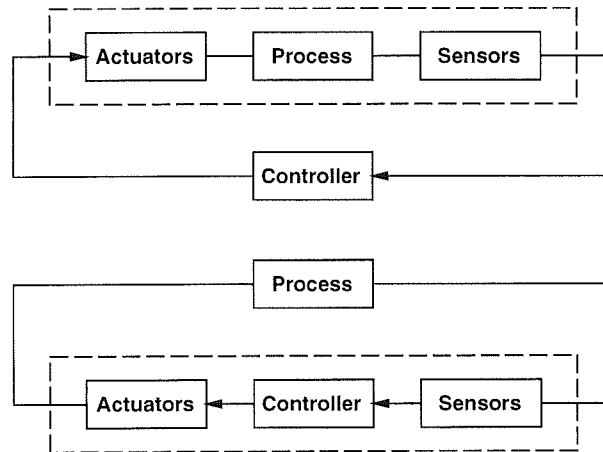 Actuators Process Sensors
Controller
Process
Actuators Controller Sensors